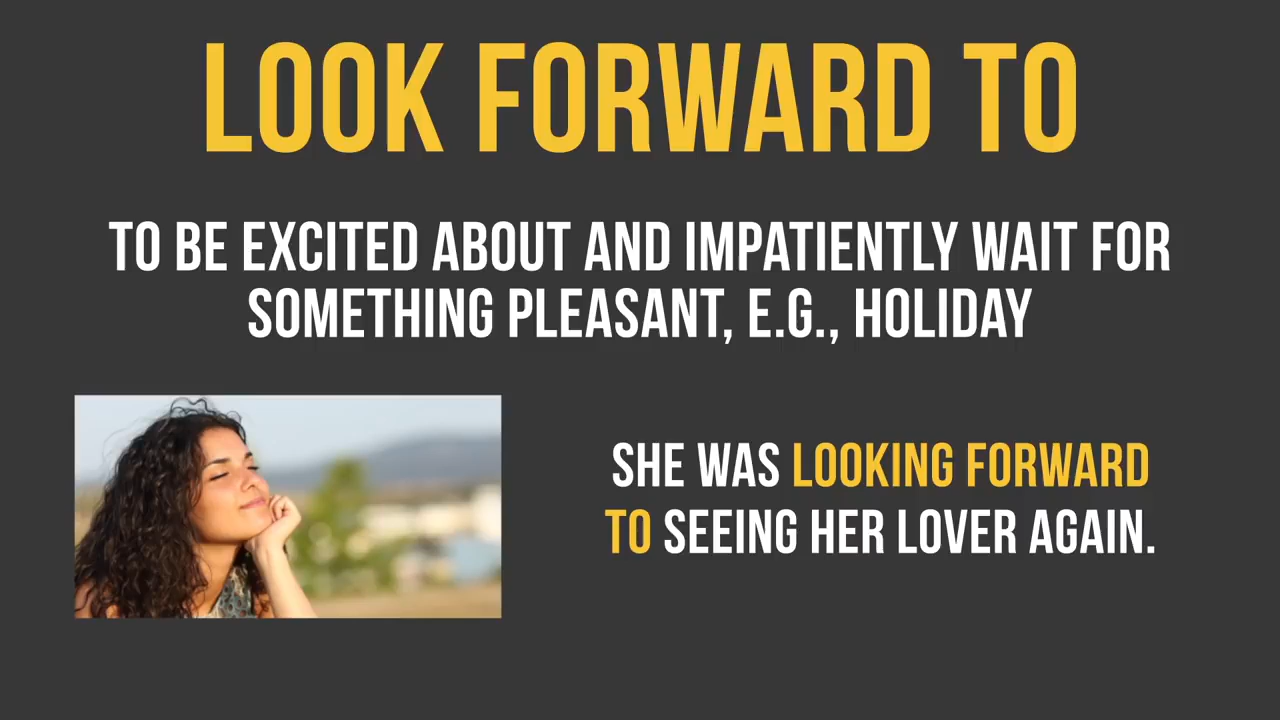 LOOK FORWARD TO
TO BE EXCITED ABOUT AND IMPATIENTLY WAIT FOR
SOMETHING PLEASANT, E.G., HOLIDAY
SHE WAS LOOKING FORWARD
TO SEEING HER LOVER AGAIN.